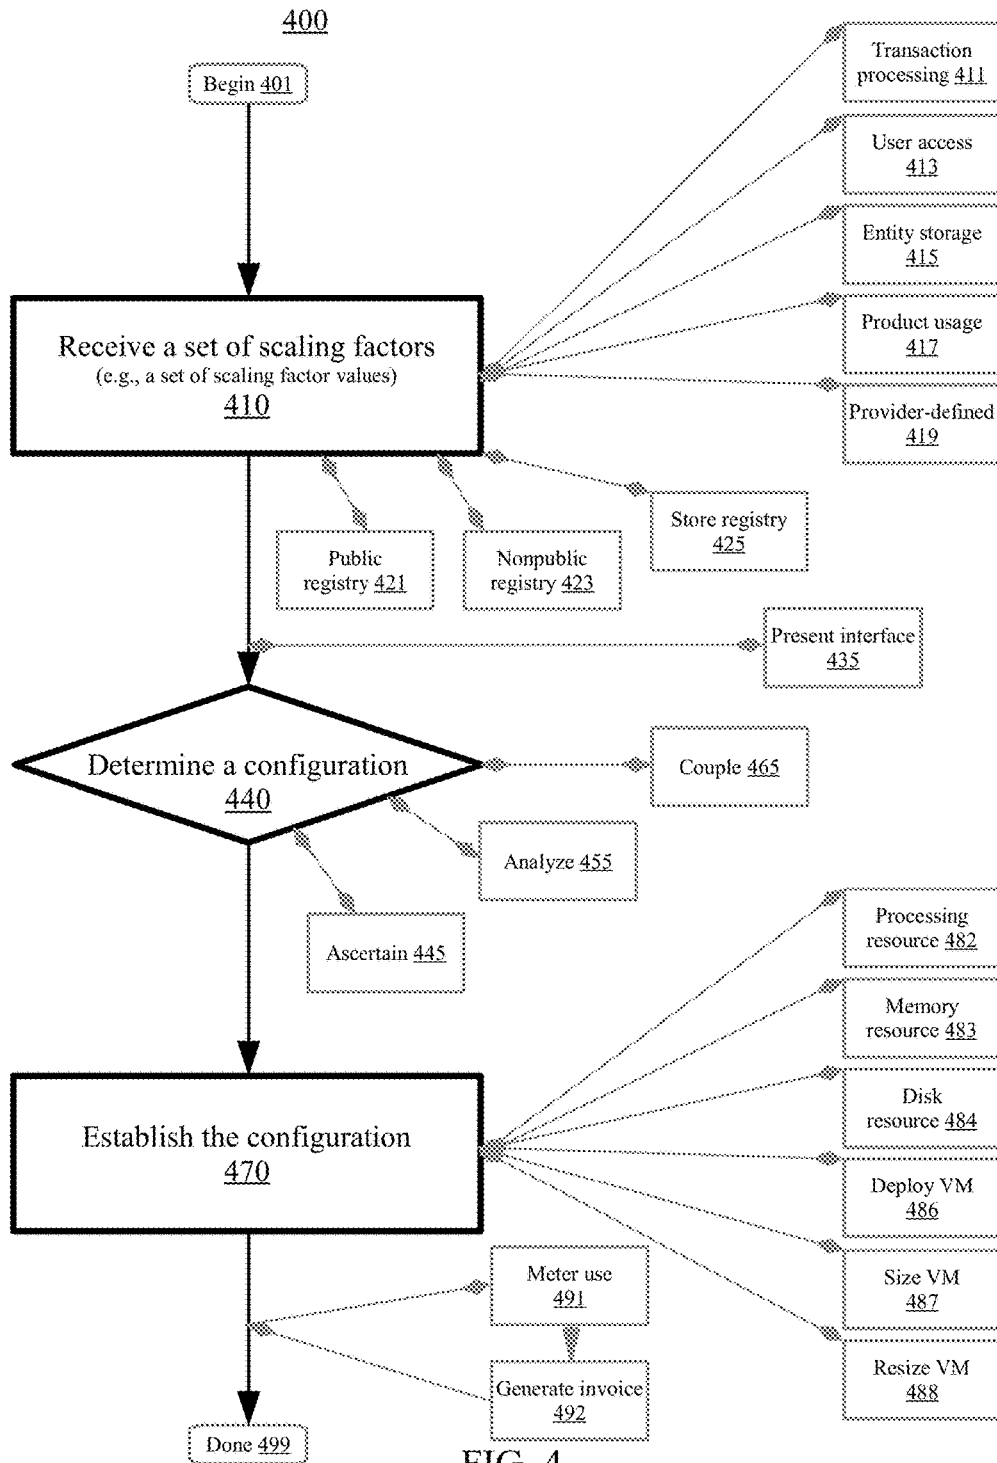 400
Begin 401
Transaction
processing 411
User access
413
Entity storage
415
Product usage
417
Provider-defined
419
Receive a set of scaling factors
(e.g., a set of scaling factor values)
410
Store registry
425
Public
registry 421
Nonpublic
registry 423
Present interface
435
Determine a configuration
440
Couple 465
Analyze 455
Ascertain 445
Processing
resource 482
Memory
resource 483
Disk
resource 484
Deploy VM
486
Size VM
487
Resize VM
488
Establish the configuration
470
Meter use
491
Generate invoice
492
Done 499
FIG. 4